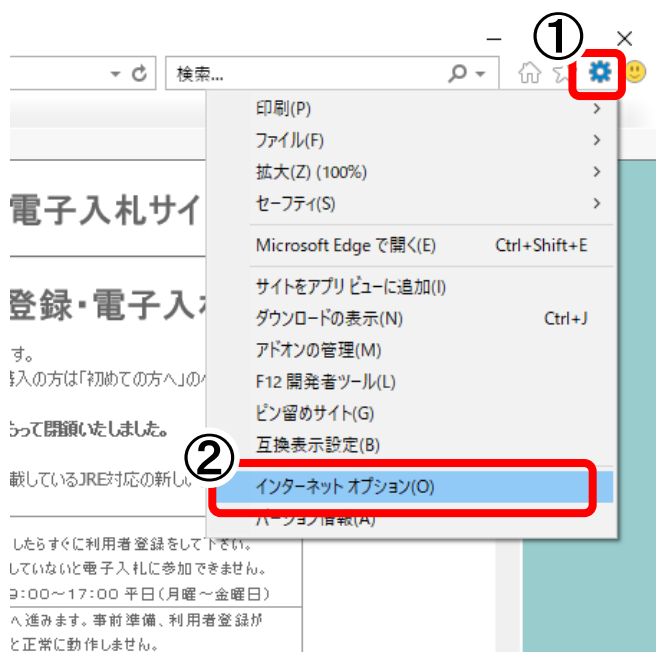 ①
検索...
印刷(P)
ファイル(F)
拡大(Z) (100%)
セーフティ(S)
Microsoft Edge で開く(E) Ctrl+Shift+E
サイトをアプリ ビューに追加(I)
ダウンロードの表示(N) Ctrl+J
アドオンの管理(M)
F12 開発者ツール(L)
ピン留めサイト(G)
互換表示設定(B)
②
インターネット オプション(O)
バージョン情報(A)
電子入札サイ
登録・電子入
す。
入の方は「初めての方へ」の
って閉鎖いたしました。
載しているJRE対応の新し
したらすぐに利用者登録をして下さい。
していないと電子入札に参加できません。
9:00～17:00 平日(月曜～金曜日)
へ進みます。事前準備、利用者登録が
と正常に動作しません。